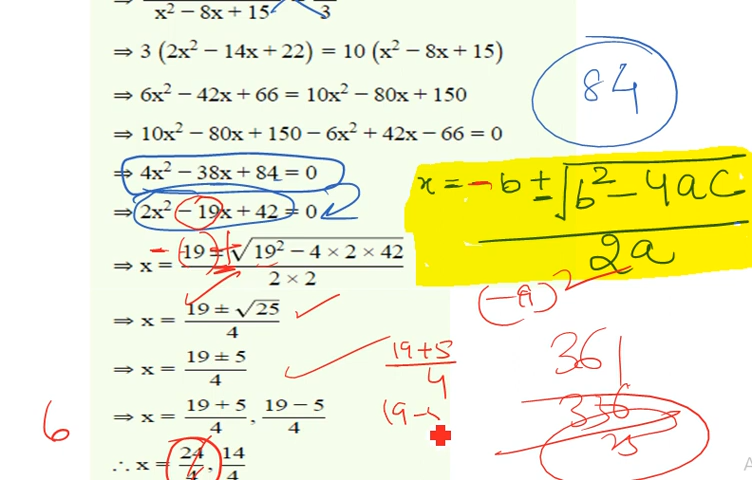 x² − 8x + 15   3
⇒ 3 (2x² − 14x + 22) = 10 (x² − 8x + 15)
⇒ 6x² − 42x + 66 = 10x² − 80x + 150
84
⇒ 10x² − 80x + 150 − 6x² + 42x − 66 = 0
⇒ 4x² − 38x + 84 = 0
x = -b ± √b² - 4ac / 2a
⇒ 2x² − 19x + 42 = 0
⇒ x = 19 ± √19² − 4 × 2 × 42 / 2 × 2
⇒ x = 19 ± √25 / 4
⇒ x = 19 ± 5 / 4
19+5 / 4
361
336
25
⇒ x = 19 + 5 / 4 , 19 − 5 / 4
6
∴ x = 24 / 4 , 14 / 4